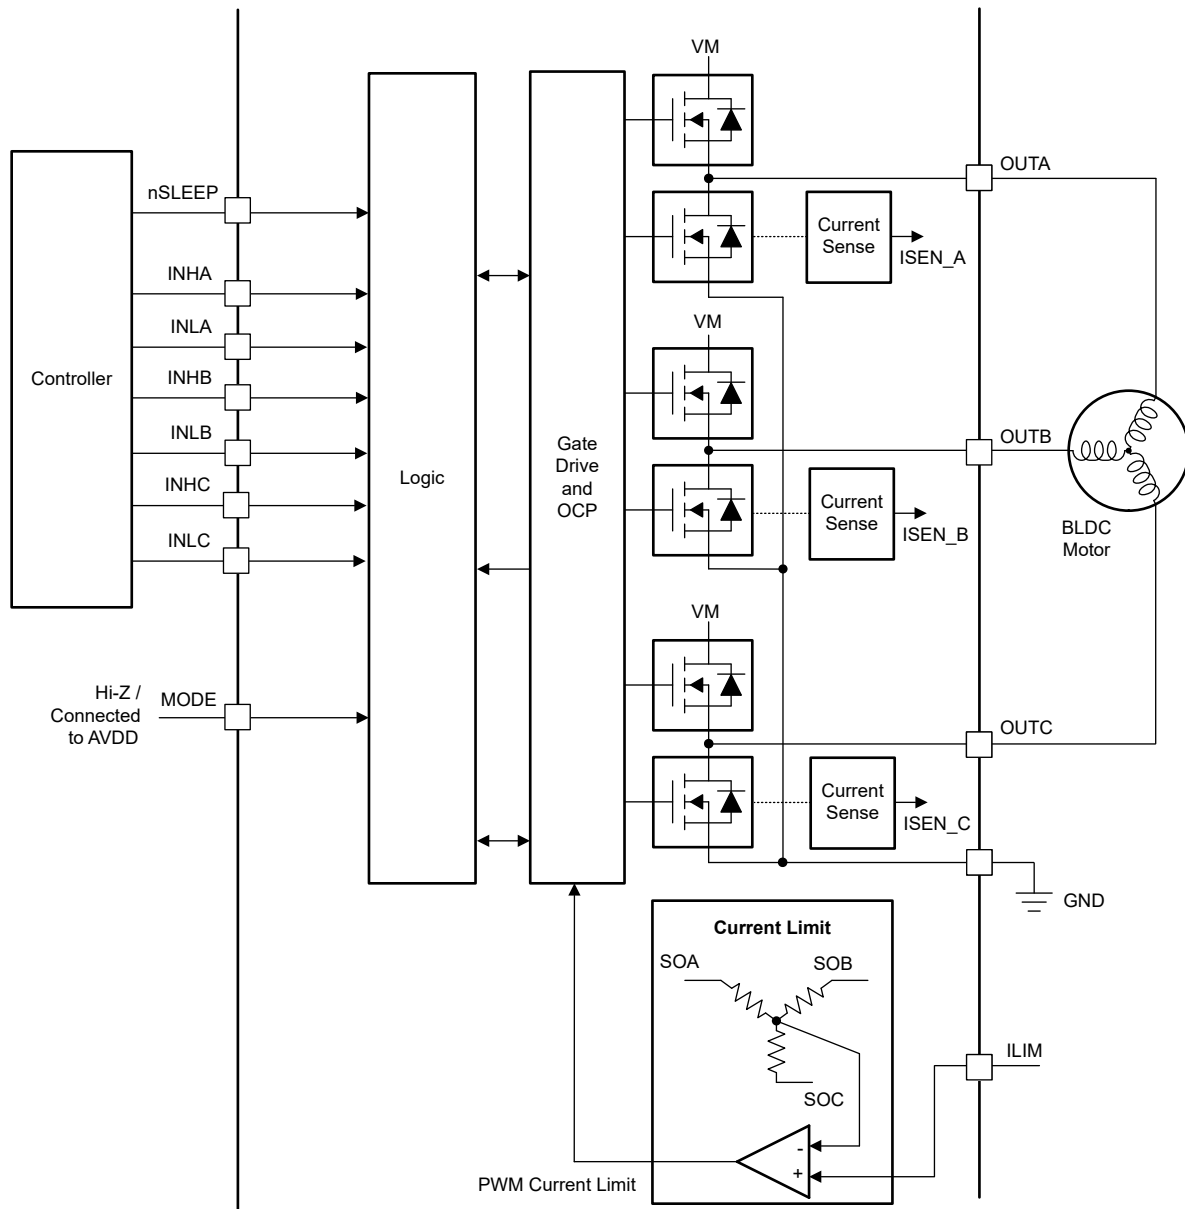 VM
OUTA
nSLEEP
Current
Sense
ISEN_A
INHA
VM
INLA
Controller
INHB
OUTB
Gate
Drive
and
OCP
INLB
Logic
INHC
Current
Sense
ISEN_B
BLDC
Motor
INLC
VM
Hi-Z /
Connected
to AVDD
MODE
OUTC
Current
Sense
ISEN_C
GND
Current Limit
SOA
SOB
ILIM
SOC
-
+
PWM Current Limit